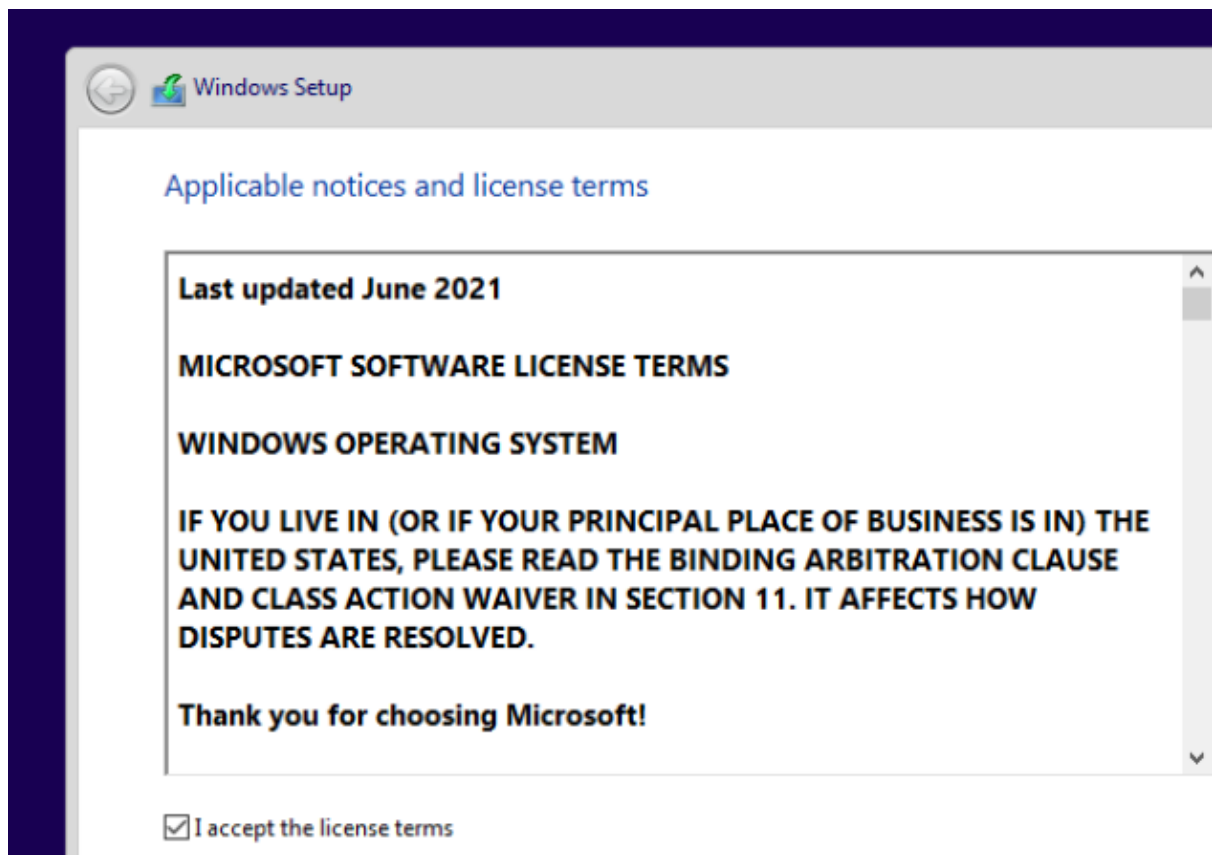 Windows Setup
Applicable notices and license terms
Last updated June 2021
MICROSOFT SOFTWARE LICENSE TERMS
WINDOWS OPERATING SYSTEM
IF YOU LIVE IN (OR IF YOUR PRINCIPAL PLACE OF BUSINESS IS IN) THE
UNITED STATES, PLEASE READ THE BINDING ARBITRATION CLAUSE
AND CLASS ACTION WAIVER IN SECTION 11. IT AFFECTS HOW
DISPUTES ARE RESOLVED.
Thank you for choosing Microsoft!
I accept the license terms